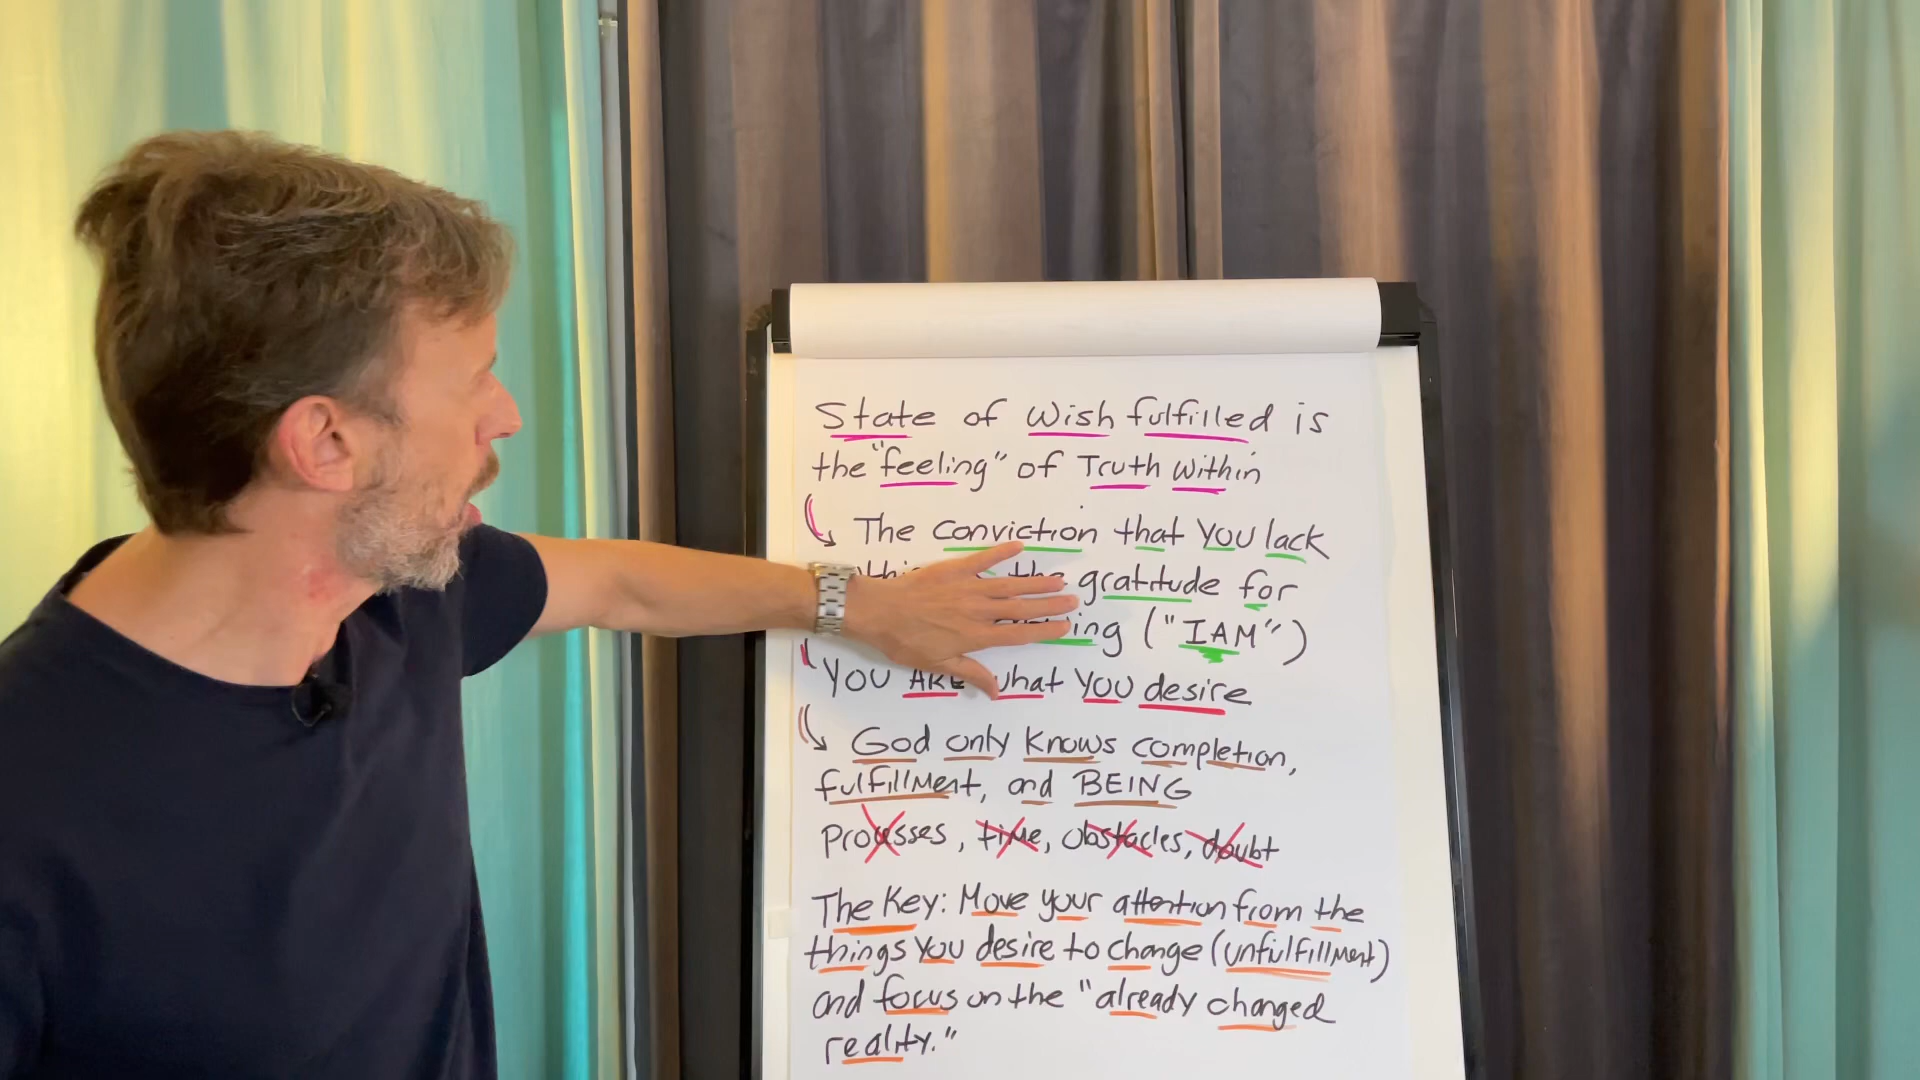 State of Wish fulfilled is
the "feeling" of Truth within
The conviction that you lack
the gratitude for
("I AM")
You ARE what you desire
God only knows completion,
fulfillment, and BEING
processes, time, obstacles, doubt
The Key: Move your attention from the
things you desire to change (unfulfillment)
and focus on the "already changed
reality."